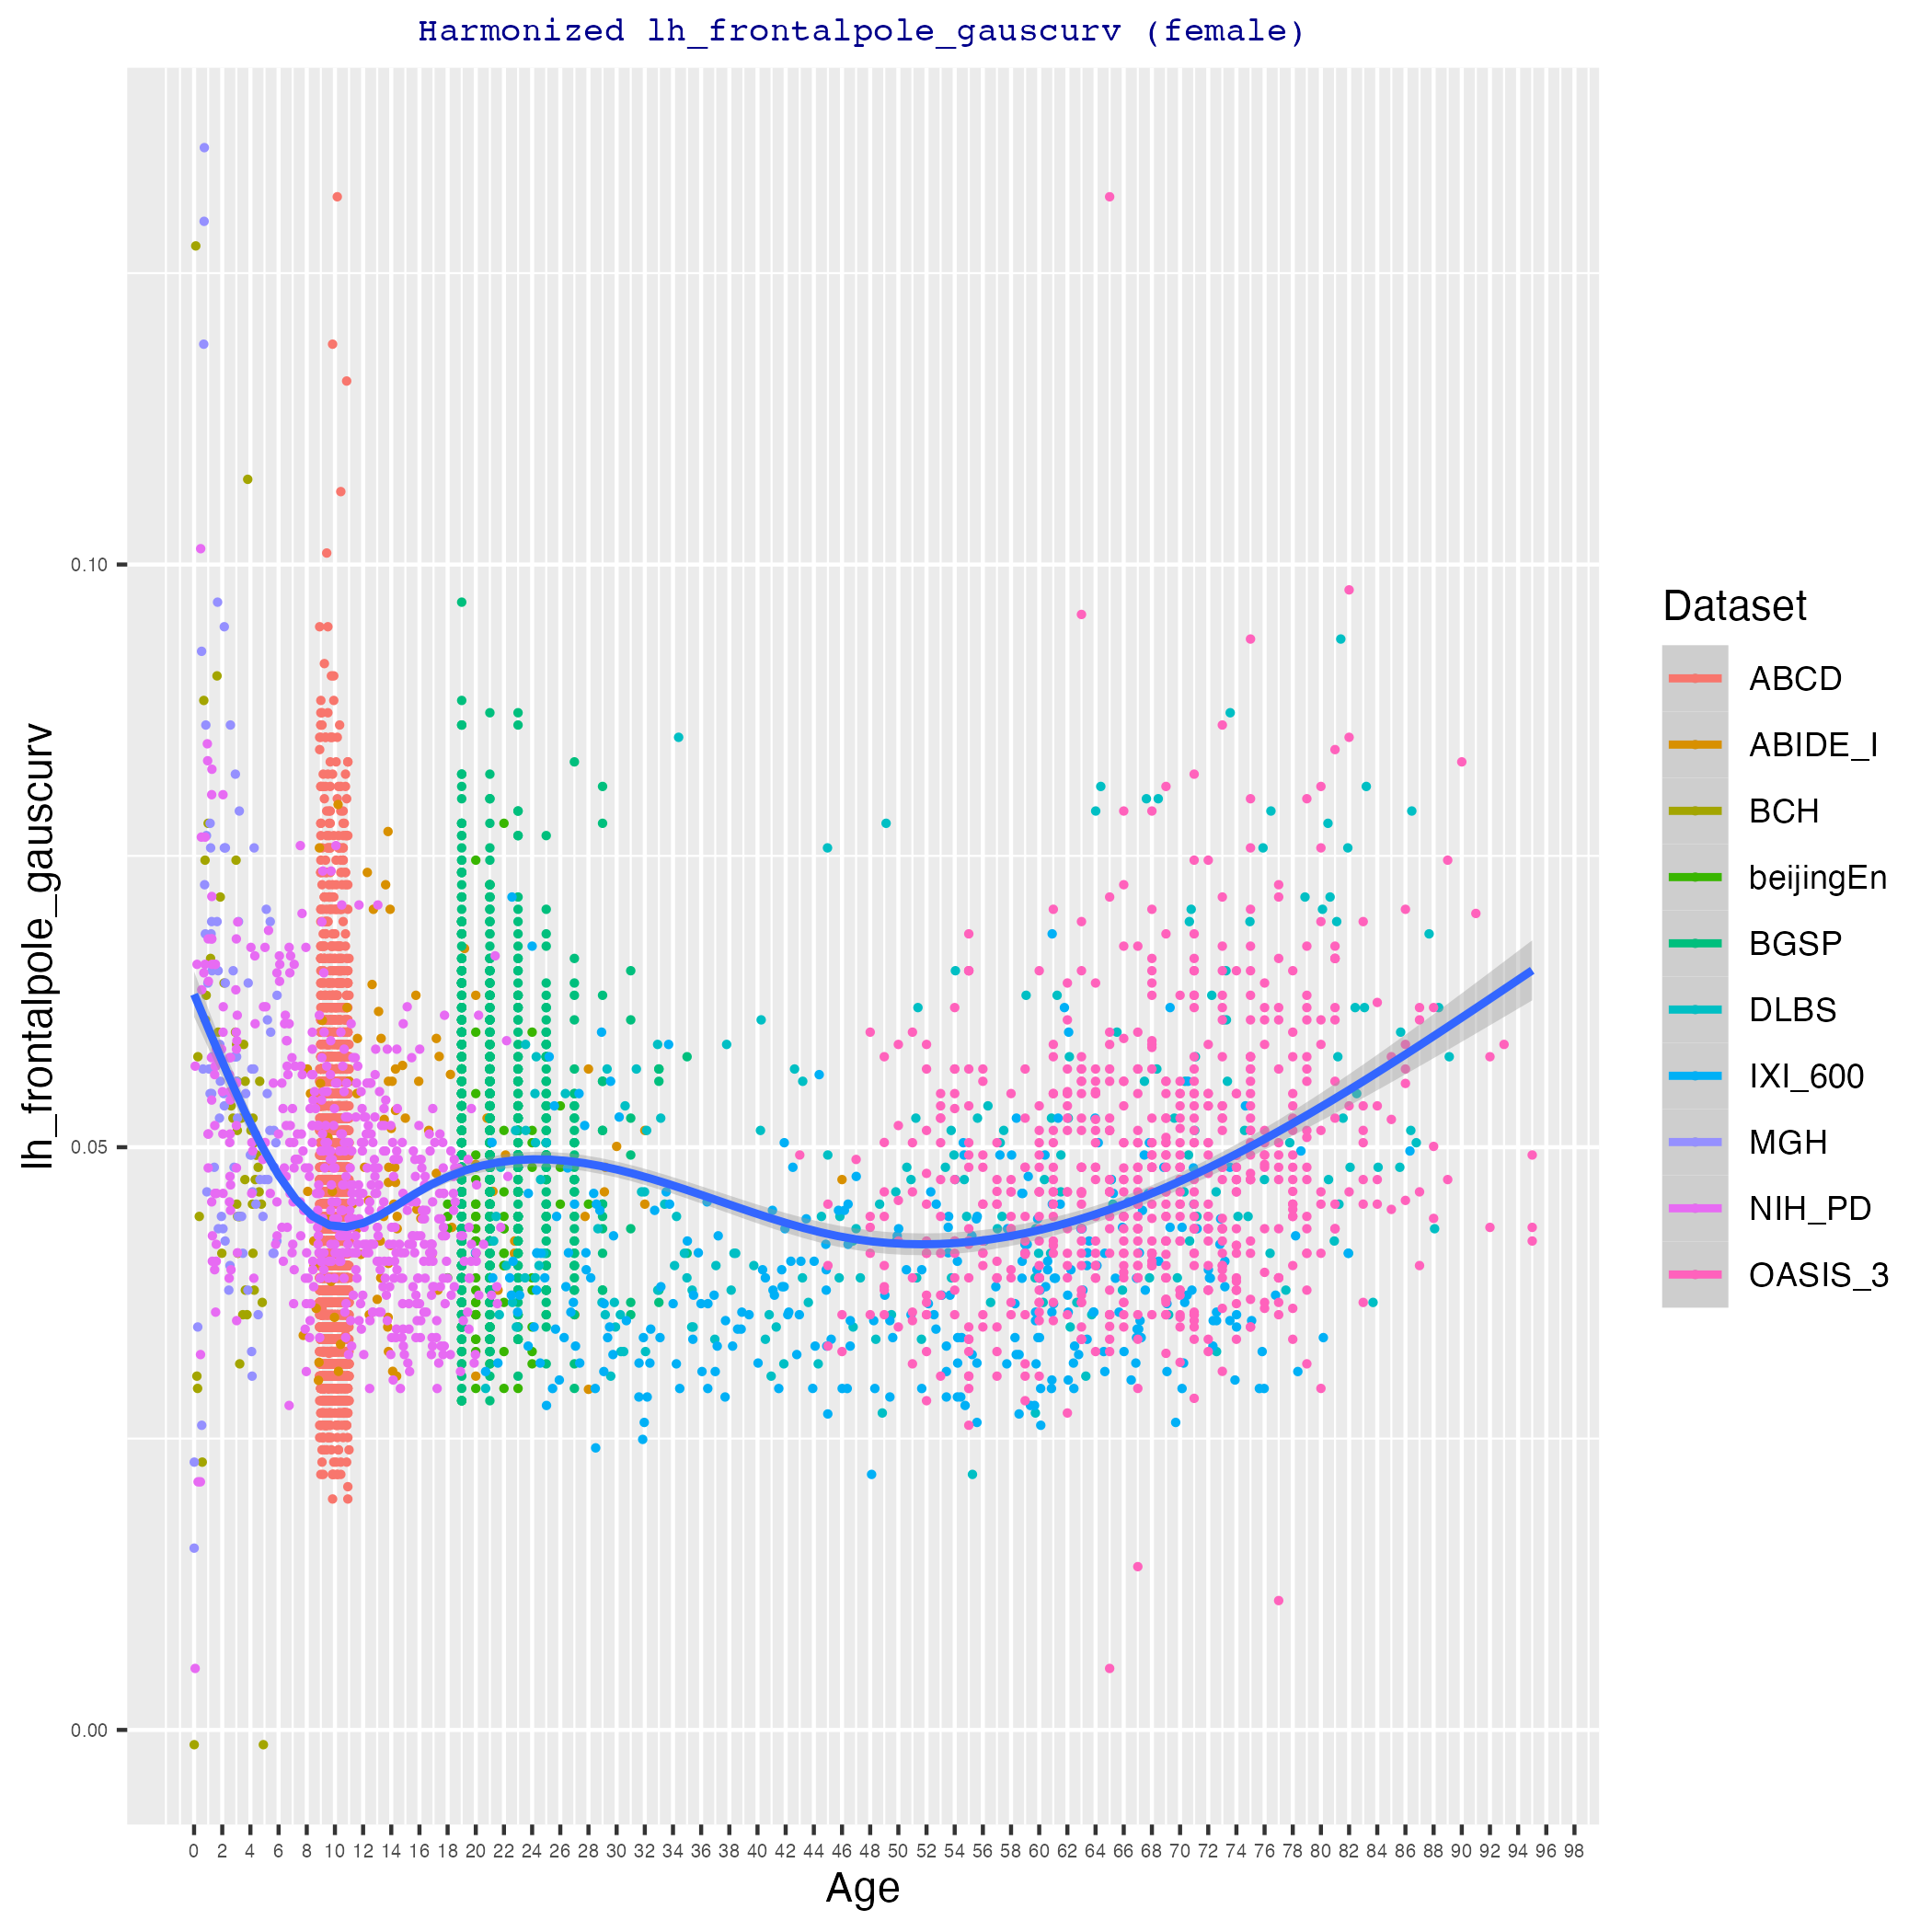 Harmonized lh_frontalpole_gauscurv (female)
lh_frontalpole_gauscurv
0.10
0.05
0.00
0 2 4 6 8 10 12 14 16 18 20 22 24 26 28 30 32 34 36 38 40 42 44 46 48 50 52 54 56 58 60 62 64 66 68 70 72 74 76 78 80 82 84 86 88 90 92 94 96 98
Age
Dataset
ABCD
ABIDE_I
BCH
beijingEn
BGSP
DLBS
IXI_600
MGH
NIH_PD
OASIS_3